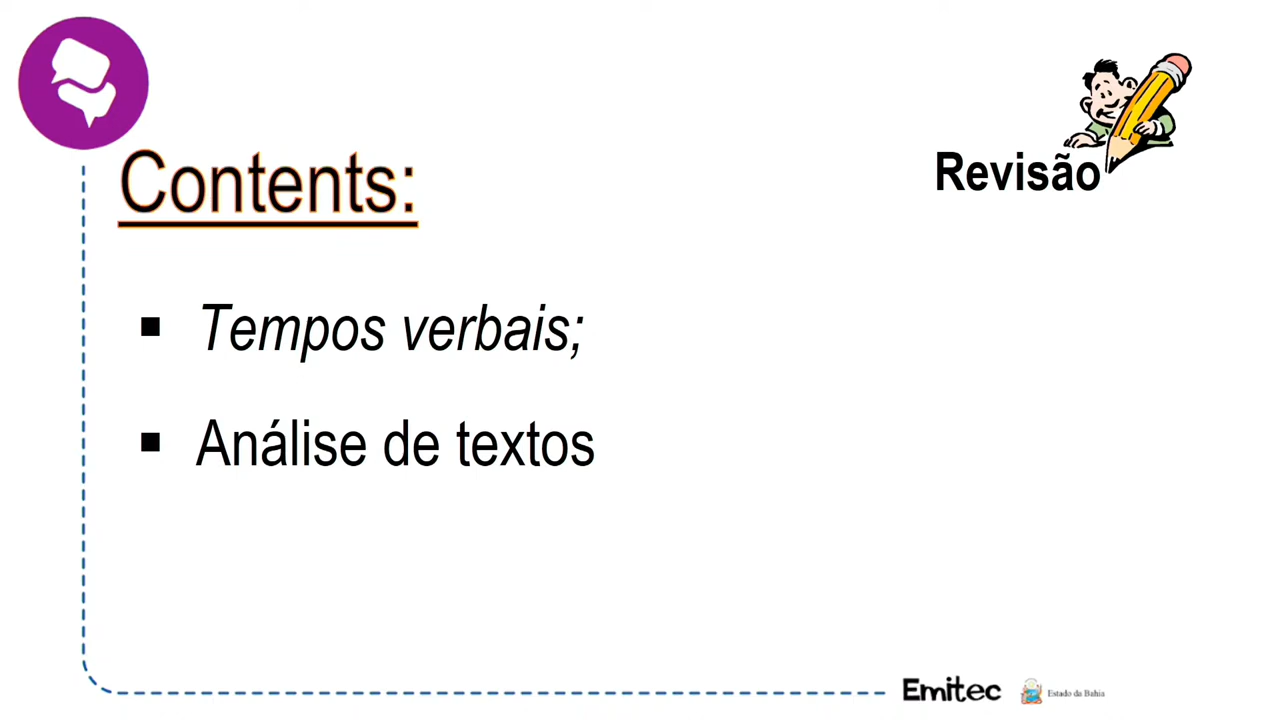 Revisão
Contents:
▪ Tempos verbais;
▪ Análise de textos
Emitec
Estado da Bahia